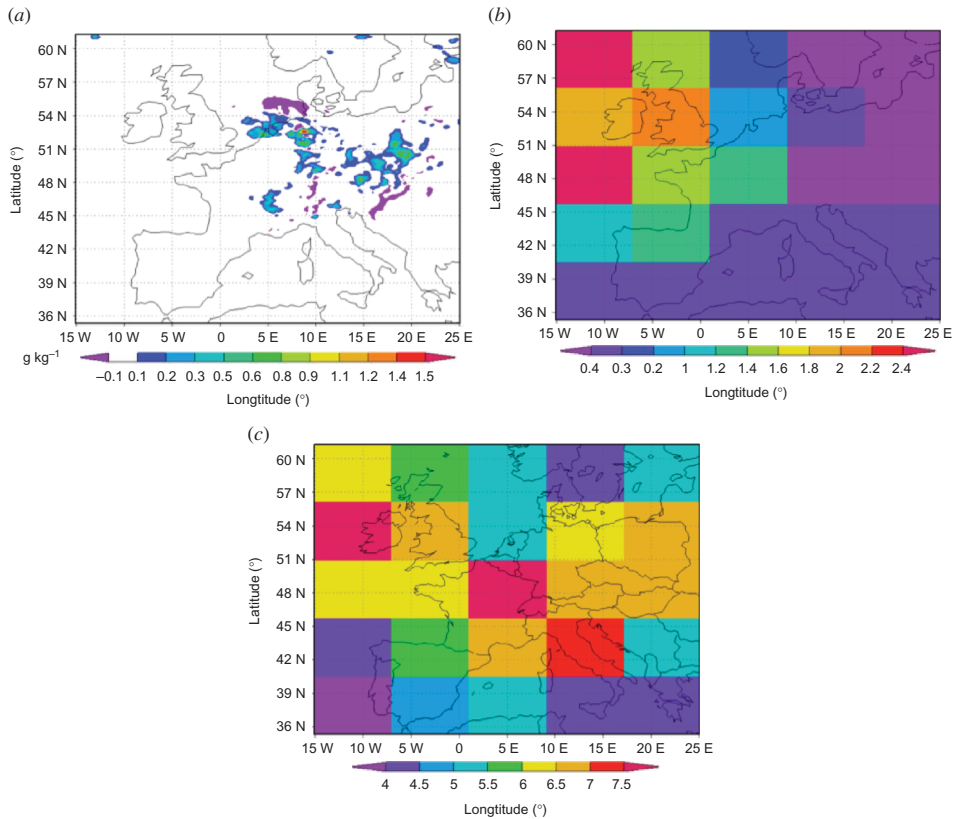 (a)
60 N
57 N
54 N
51 N
48 N
45 N
42 N
39 N
36 N
Latitude (°)
15 W 10 W 5 W 0 5 E 10 E 15 E 20 E 25 E
g kg⁻¹
–0.1 0.1 0.2 0.3 0.5 0.6 0.8 0.9 1.1 1.2 1.4 1.5
Longtitude (°)
(b)
60 N
57 N
54 N
51 N
48 N
45 N
42 N
39 N
36 N
Latitude (°)
15 W 10 W 5 W 0 5 E 10 E 15 E 20 E 25 E
0.4 0.3 0.2 1 1.2 1.4 1.6 1.8 2 2.2 2.4
Longtitude (°)
(c)
60 N
57 N
54 N
51 N
48 N
45 N
42 N
39 N
36 N
Latitude (°)
15 W 10 W 5 W 0 5 E 10 E 15 E 20 E 25 E
4 4.5 5 5.5 6 6.5 7 7.5
Longtitude (°)